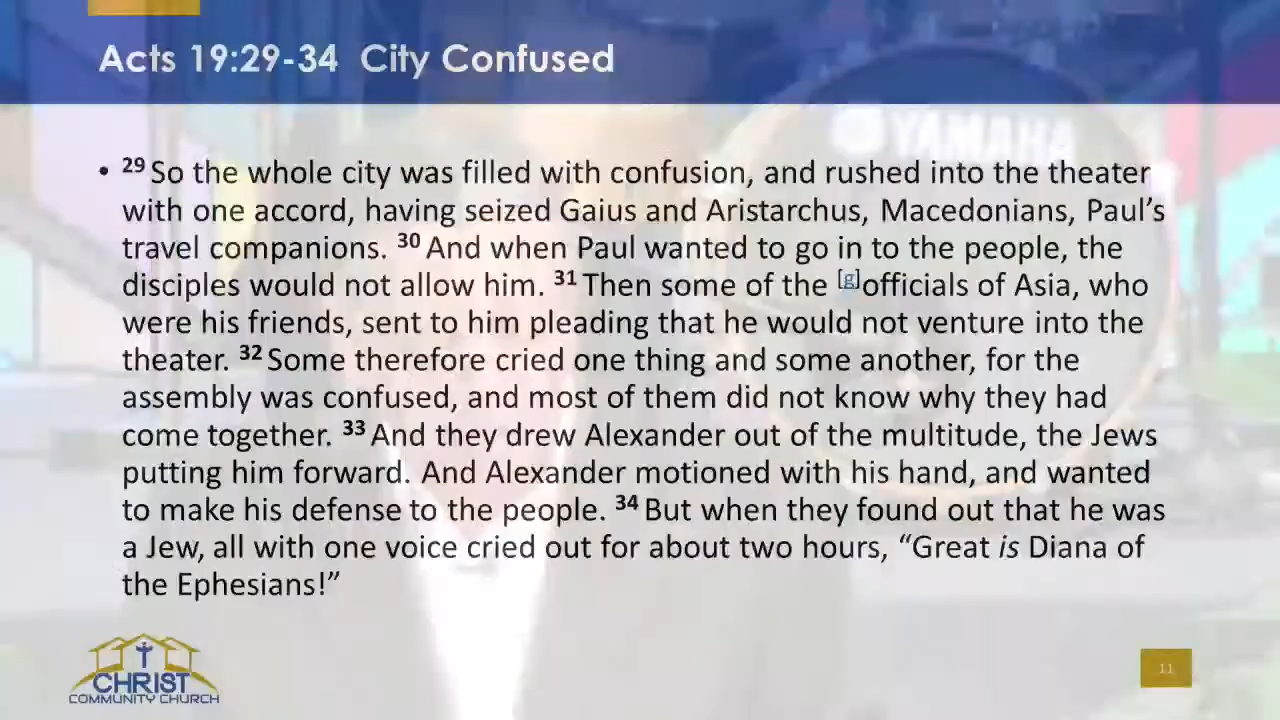 Acts 19:29-34 City Confused
YAMAHA
• 29 So the whole city was filled with confusion, and rushed into the theater
with one accord, having seized Gaius and Aristarchus, Macedonians, Paul’s
travel companions. 30 And when Paul wanted to go in to the people, the
disciples would not allow him. 31 Then some of the [g]officials of Asia, who
were his friends, sent to him pleading that he would not venture into the
theater. 32 Some therefore cried one thing and some another, for the
assembly was confused, and most of them did not know why they had
come together. 33 And they drew Alexander out of the multitude, the Jews
putting him forward. And Alexander motioned with his hand, and wanted
to make his defense to the people. 34 But when they found out that he was
a Jew, all with one voice cried out for about two hours, “Great is Diana of
the Ephesians!”
CHRIST
COMMUNITY CHURCH
11